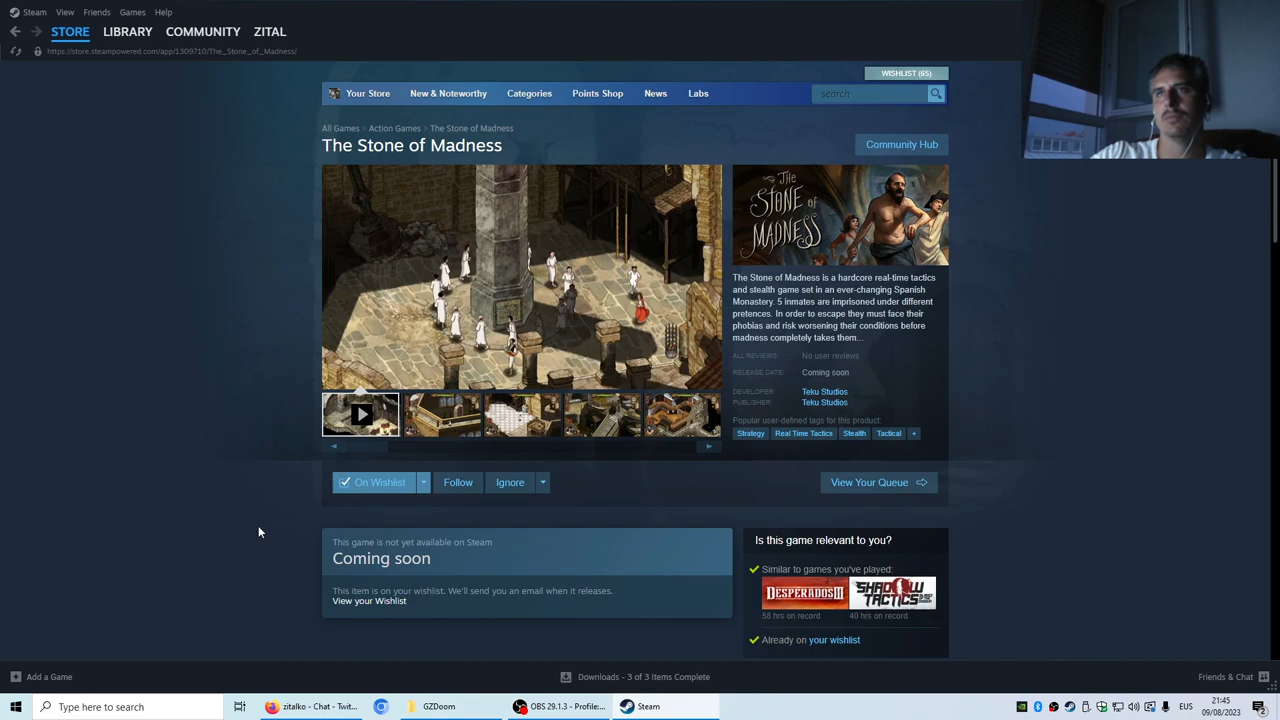 Steam View Friends Games Help
STORE LIBRARY COMMUNITY ZITAL
https://store.steampowered.com/app/1309710/The_Stone_of_Madness/
WISHLIST (65)
Your Store New & Noteworthy Categories Points Shop News Labs search
All Games > Action Games > The Stone of Madness
The Stone of Madness
Community Hub
THE STONE OF MADNESS
The Stone of Madness is a hardcore real-time tactics
and stealth game set in an ever-changing Spanish
Monastery. 5 inmates are imprisoned under different
pretences. In order to escape they must face their
phobias and risk worsening their conditions before
madness completely takes them...
ALL REVIEWS: No user reviews
RELEASE DATE: Coming soon
DEVELOPER: Teku Studios
PUBLISHER: Teku Studios
Popular user-defined tags for this product:
Strategy Real Time Tactics Stealth Tactical +
On Wishlist Follow Ignore View Your Queue
This game is not yet available on Steam
Coming soon
This item is on your wishlist. We'll send you an email when it releases.
View your Wishlist
Is this game relevant to you?
Similar to games you've played:
DESPERADOS III SHADOW TACTICS
58 hrs on record 40 hrs on record
Already on your wishlist
Add a Game Downloads - 3 of 3 Items Complete Friends & Chat
Type here to search zitalko - Chat - Twit... GZDoom OBS 29.1.3 - Profile:... Steam EUS 21:45
09/08/2023 2